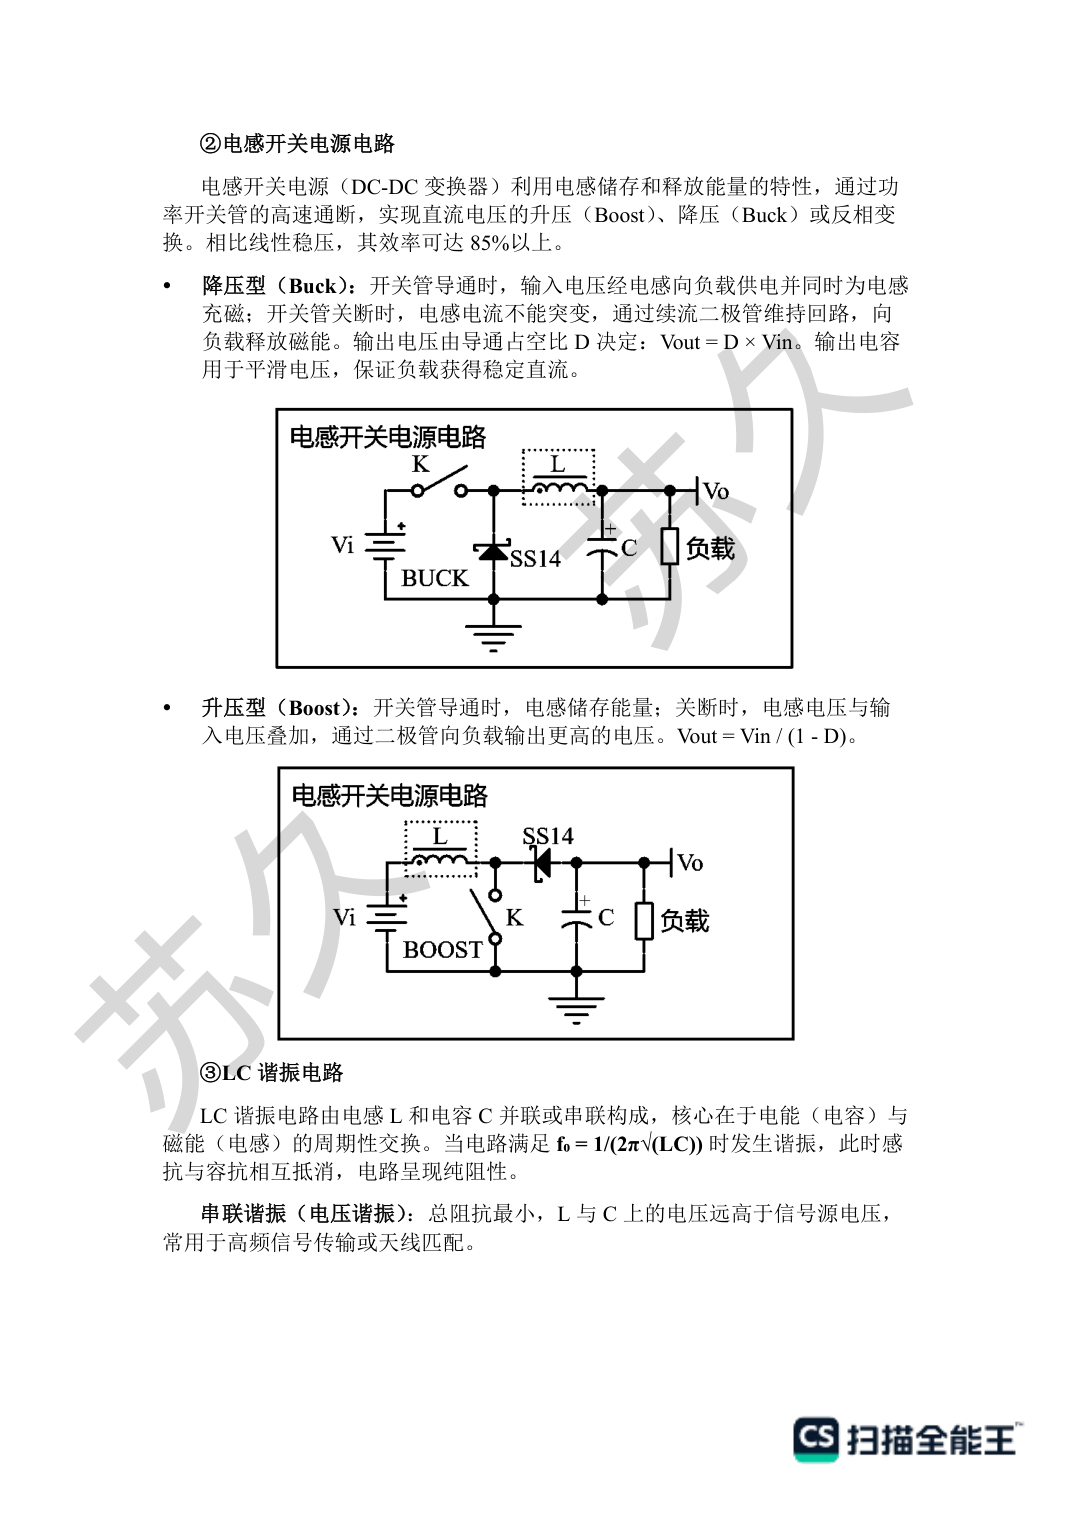 ②电感开关电源电路
电感开关电源（DC-DC 变换器）利用电感储存和释放能量的特性，通过功
率开关管的高速通断，实现直流电压的升压（Boost）、降压（Buck）或反相变
换。相比线性稳压，其效率可达 85%以上。
• 降压型（Buck）：开关管导通时，输入电压经电感向负载供电并同时为电感
充磁；开关管关断时，电感电流不能突变，通过续流二极管维持回路，向
负载释放磁能。输出电压由导通占空比 D 决定：Vout = D × Vin。输出电容
用于平滑电压，保证负载获得稳定直流。
电感开关电源电路
K
L
Vo
Vi
+
SS14
+
C
负载
BUCK
• 升压型（Boost）：开关管导通时，电感储存能量；关断时，电感电压与输
入电压叠加，通过二极管向负载输出更高的电压。Vout = Vin / (1 - D)。
电感开关电源电路
L
SS14
Vo
Vi
+
K
+
C
负载
BOOST
③LC 谐振电路
LC 谐振电路由电感 L 和电容 C 并联或串联构成，核心在于电能（电容）与
磁能（电感）的周期性交换。当电路满足 f₀ = 1/(2π√(LC)) 时发生谐振，此时感
抗与容抗相互抵消，电路呈现纯阻性。
串联谐振（电压谐振）：总阻抗最小，L 与 C 上的电压远高于信号源电压，
常用于高频信号传输或天线匹配。
苏久
苏久
CS 扫描全能王™